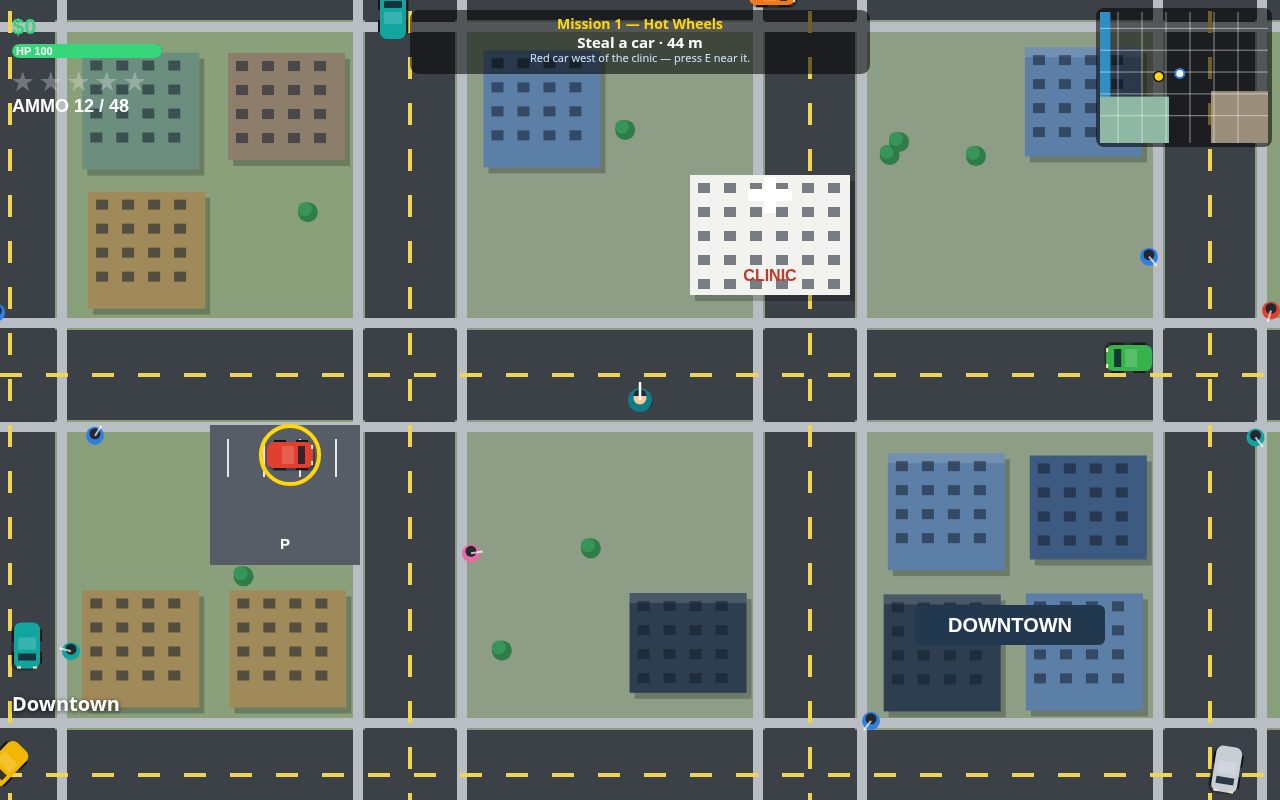 $0
HP 100
AMMO 12 / 48
Mission 1 — Hot Wheels
Steal a car · 44 m
Red car west of the clinic — press E near it.
CLINIC
P
DOWNTOWN
Downtown